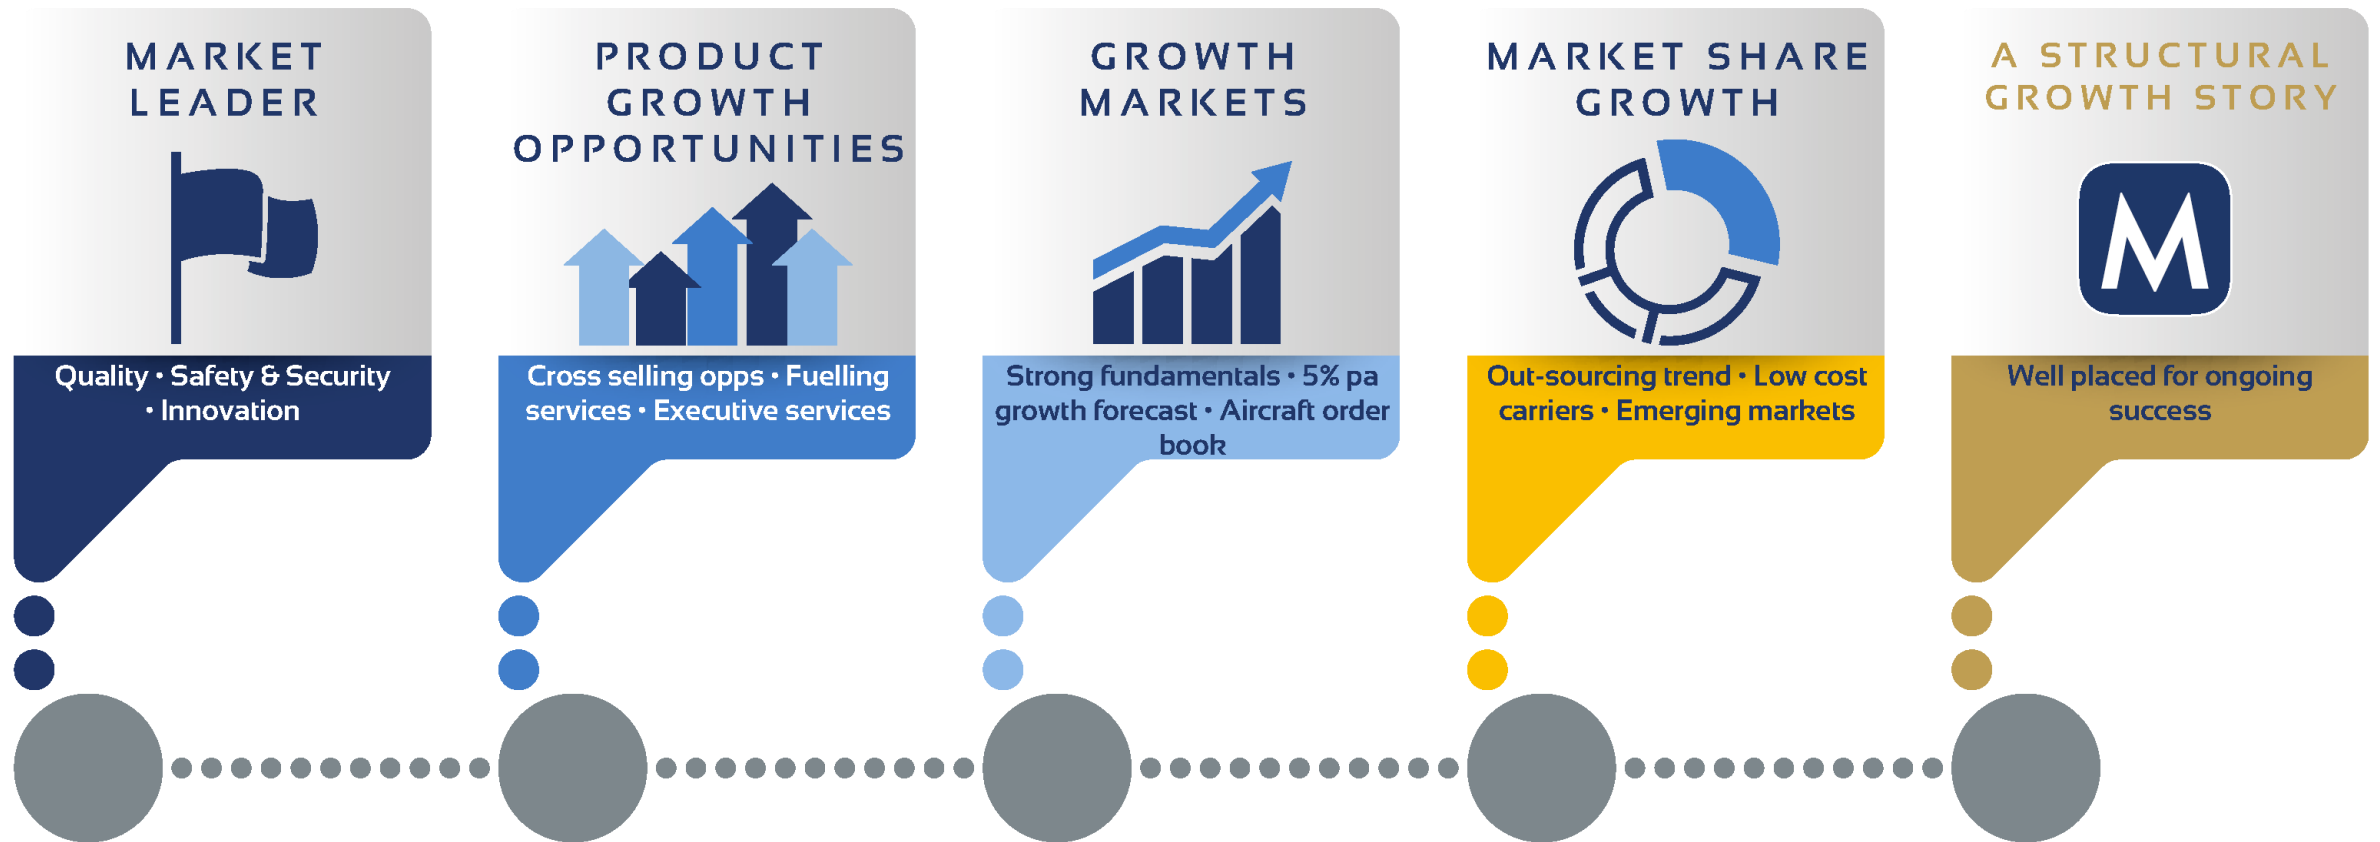 MARKET
LEADER
Quality • Safety & Security
• Innovation
PRODUCT
GROWTH
OPPORTUNITIES
Cross selling opps • Fuelling
services • Executive services
GROWTH
MARKETS
Strong fundamentals • 5% pa
growth forecast • Aircraft order
book
MARKET SHARE
GROWTH
Out-sourcing trend • Low cost
carriers • Emerging markets
A STRUCTURAL
GROWTH STORY
M
Well placed for ongoing
success